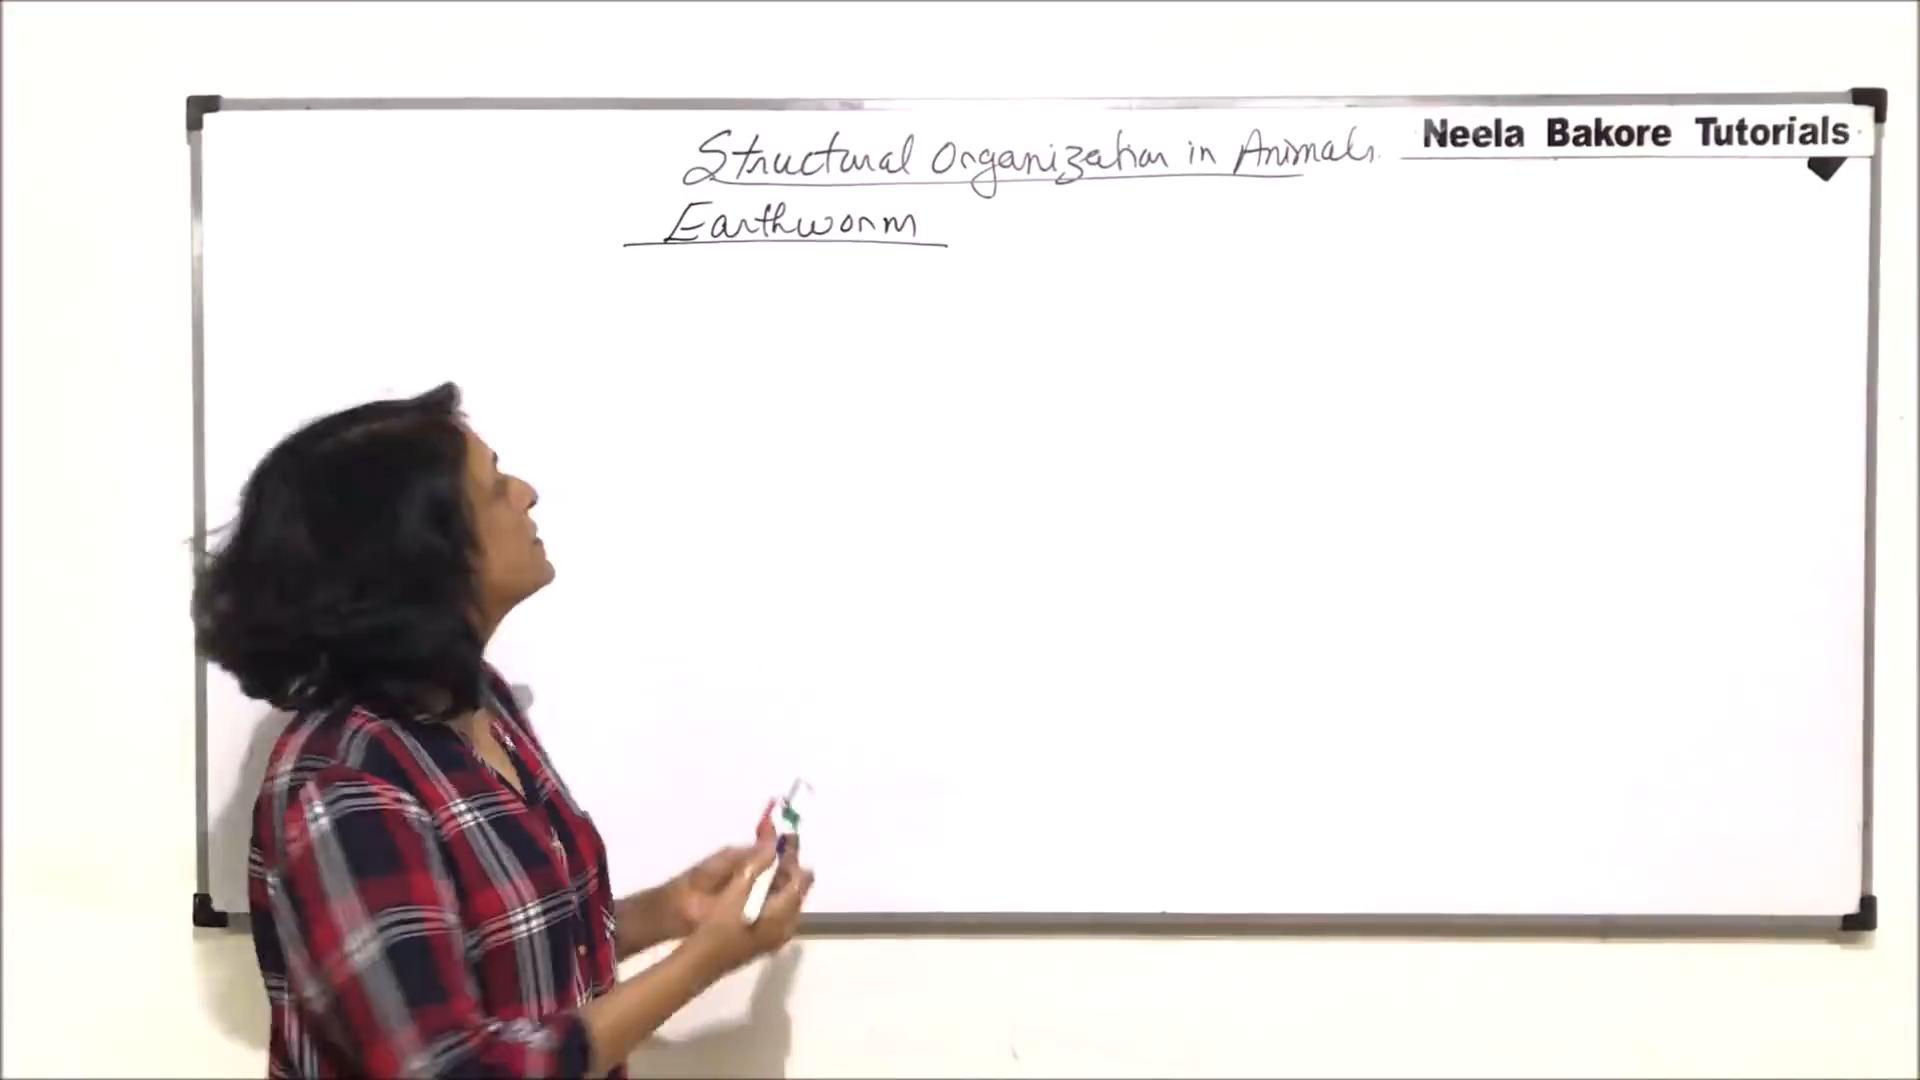 Structural Organization in Animals.
Neela Bakore Tutorials
Earthworm